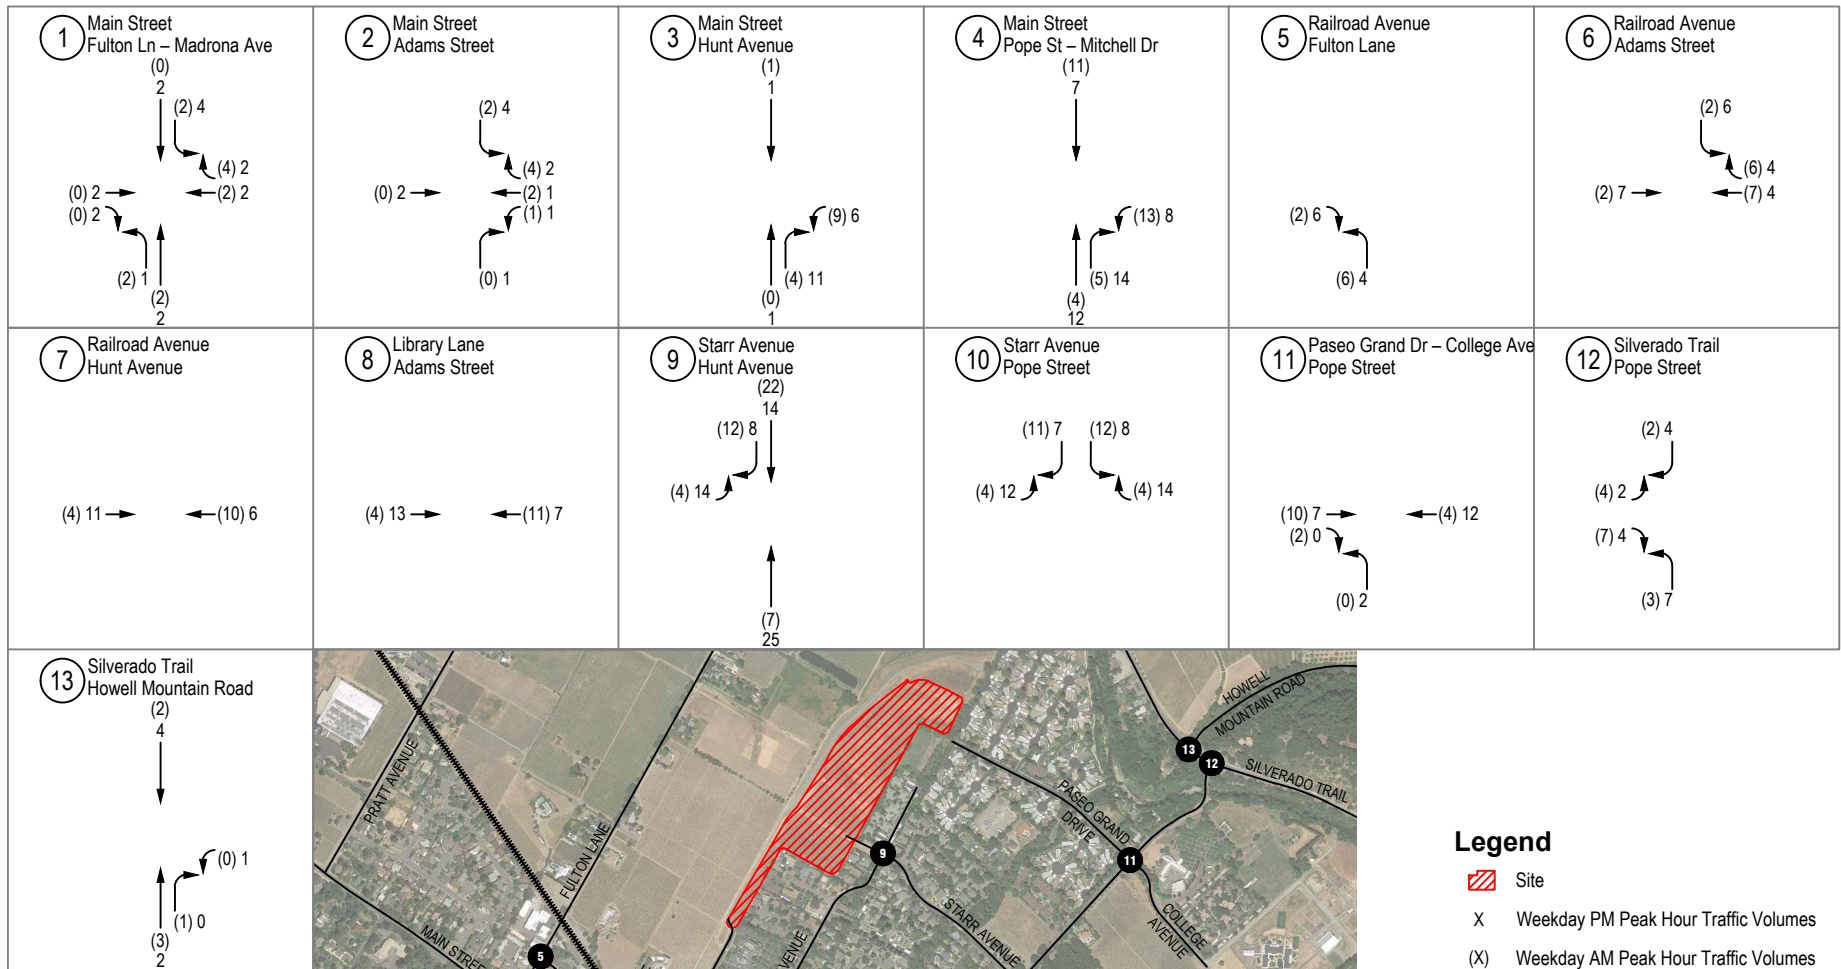 1
Main Street
Fulton Ln – Madrona Ave
(0)
2
(2) 4
(4) 2
(0) 2
(2) 2
(0) 2
(2) 1
(2)
2
2
Main Street
Adams Street
(2) 4
(4) 2
(0) 2
(2) 1
(1) 1
(0) 1
3
Main Street
Hunt Avenue
(1)
1
(9) 6
(4) 11
(0)
1
4
Main Street
Pope St – Mitchell Dr
(11)
7
(13) 8
(5) 14
(4)
12
5
Railroad Avenue
Fulton Lane
(2) 6
(6) 4
6
Railroad Avenue
Adams Street
(2) 6
(6) 4
(2) 7
(7) 4
7
Railroad Avenue
Hunt Avenue
(4) 11
(10) 6
8
Library Lane
Adams Street
(4) 13
(11) 7
9
Starr Avenue
Hunt Avenue
(22)
14
(12) 8
(4) 14
(7)
25
10
Starr Avenue
Pope Street
(11) 7
(12) 8
(4) 12
(4) 14
11
Paseo Grand Dr – College Ave
Pope Street
(10) 7
(4) 12
(2) 0
(0) 2
12
Silverado Trail
Pope Street
(2) 4
(4) 2
(7) 4
(3) 7
13
Silverado Trail
Howell Mountain Road
(2)
4
(0) 1
(1) 0
(3)
2
HOWELL
MOUNTAIN ROAD
13
12
SILVERADO TRAIL
PRATT AVENUE
PASEO GRAND
DRIVE
FULTON LANE
9
11
STARR AVENUE
COLLEGE
AVENUE
MAIN STREE
5
AVENUE
Legend
Site
X Weekday PM Peak Hour Traffic Volumes
(X) Weekday AM Peak Hour Traffic Volumes